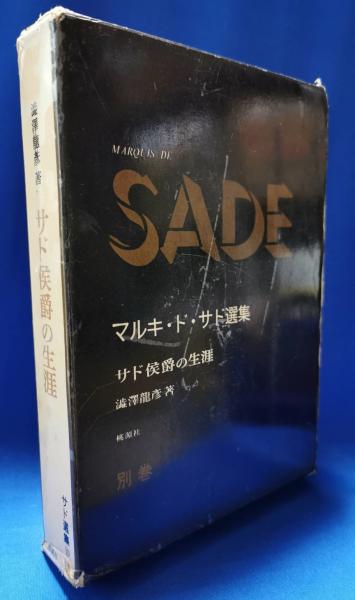 MARQUIS DE
SADE
マルキ・ド・サド選集
サド侯爵の生涯
澁澤龍彦著
桃源社
別巻
澁澤龍彦著
サド侯爵の生涯
サド選集